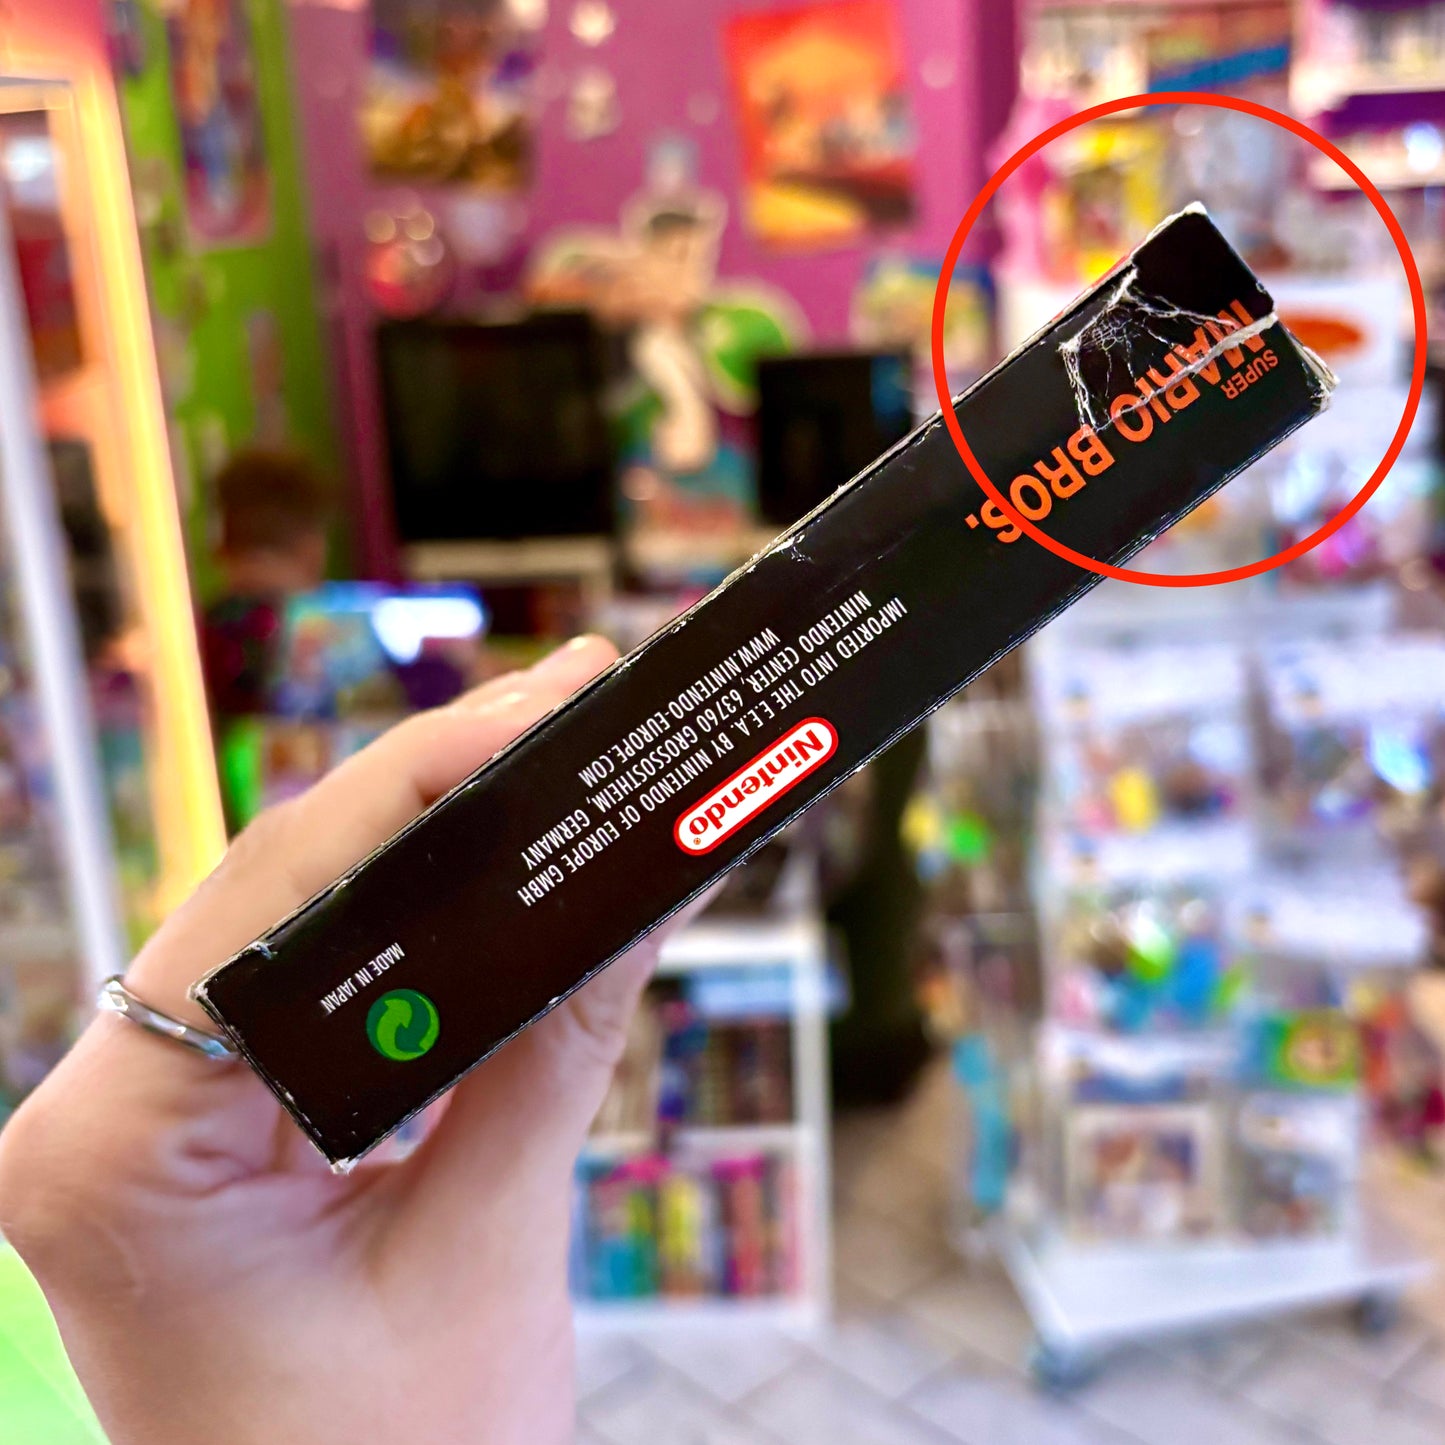 SUPER
MARIO BROS.
IMPORTED INTO THE E.E.A. BY NINTENDO OF EUROPE GMBH
NINTENDO CENTER, 63760 GROSSOSTHEIM, GERMANY
WWW.NINTENDO-EUROPE.COM
Nintendo®
MADE IN JAPAN